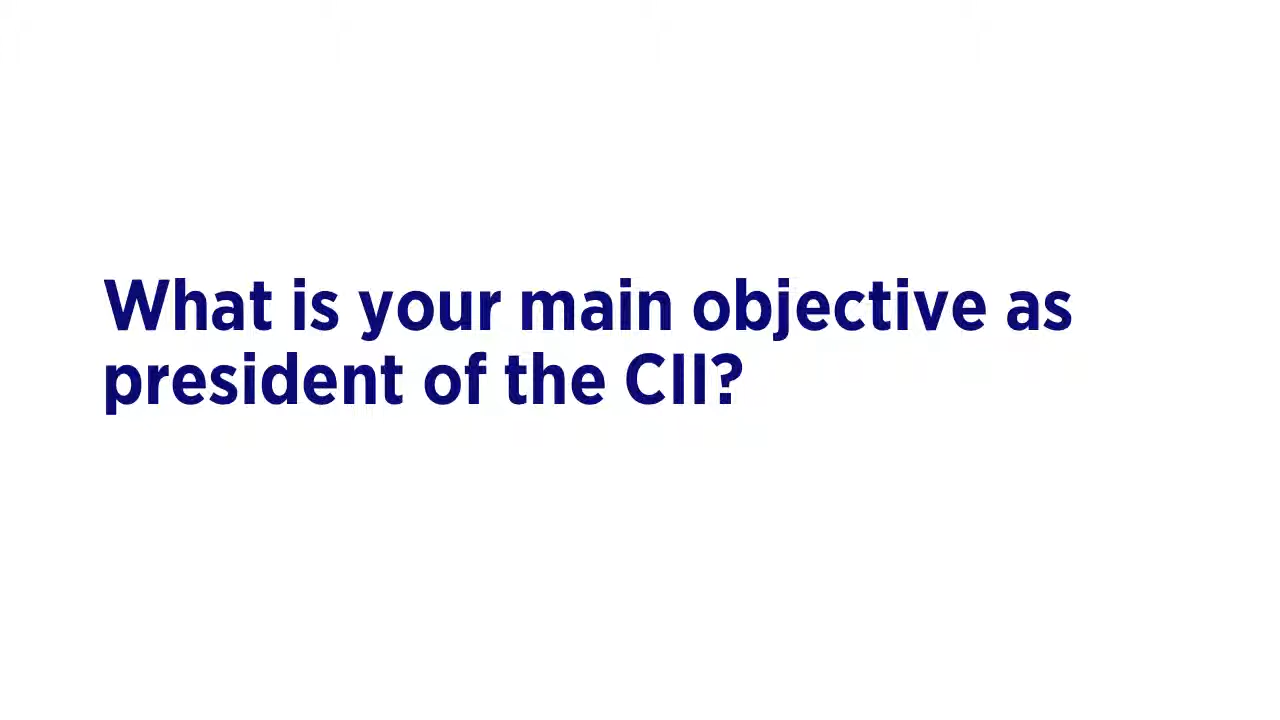 What is your main objective as
president of the CII?